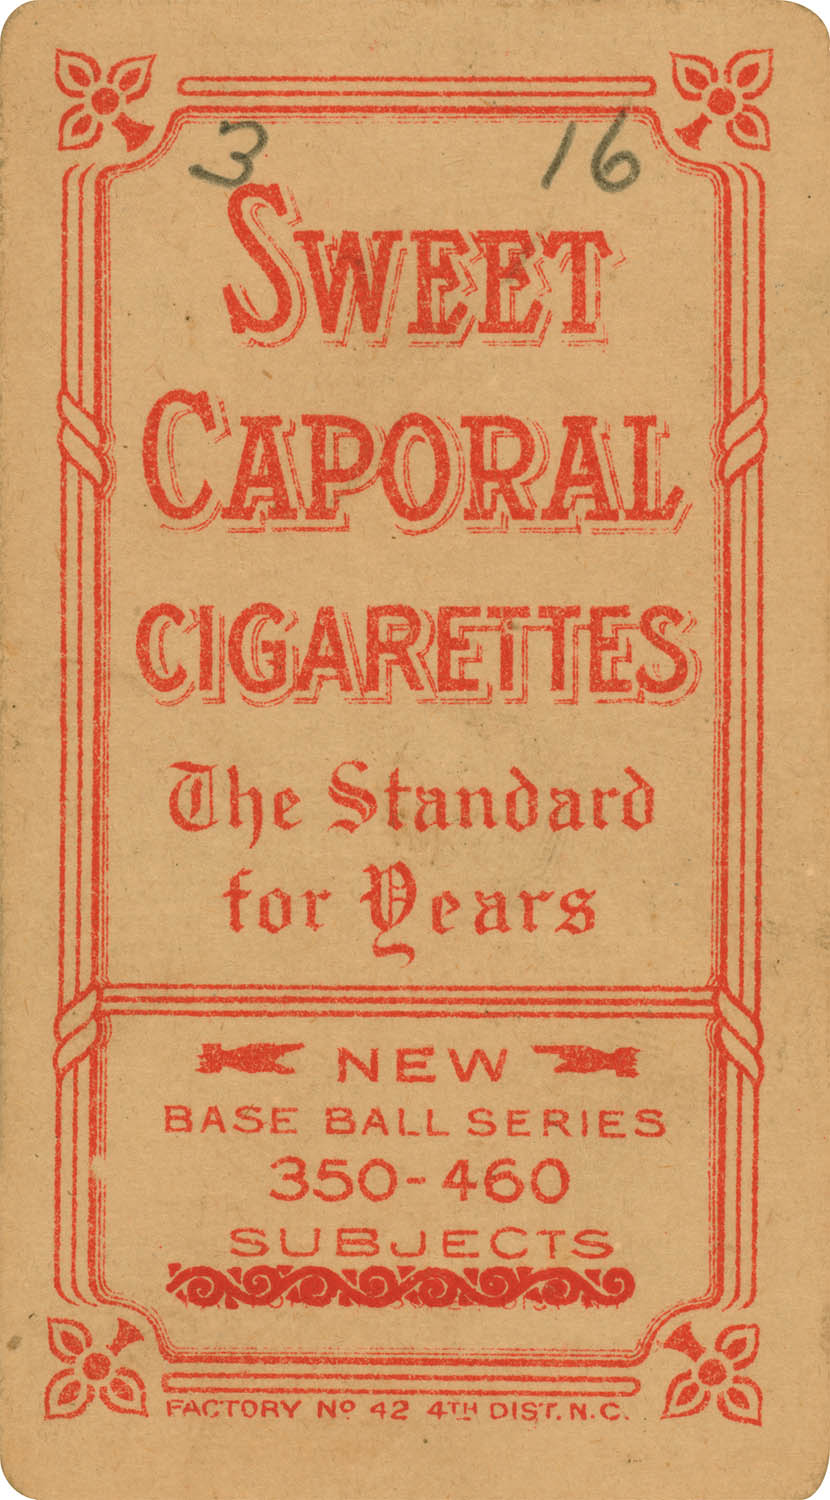 3 16
SWEET
CAPORAL
CIGARETTES
The Standard
for Years
NEW
BASE BALL SERIES
350-460
SUBJECTS
FACTORY Nº 42 4TH DIST. N.C.